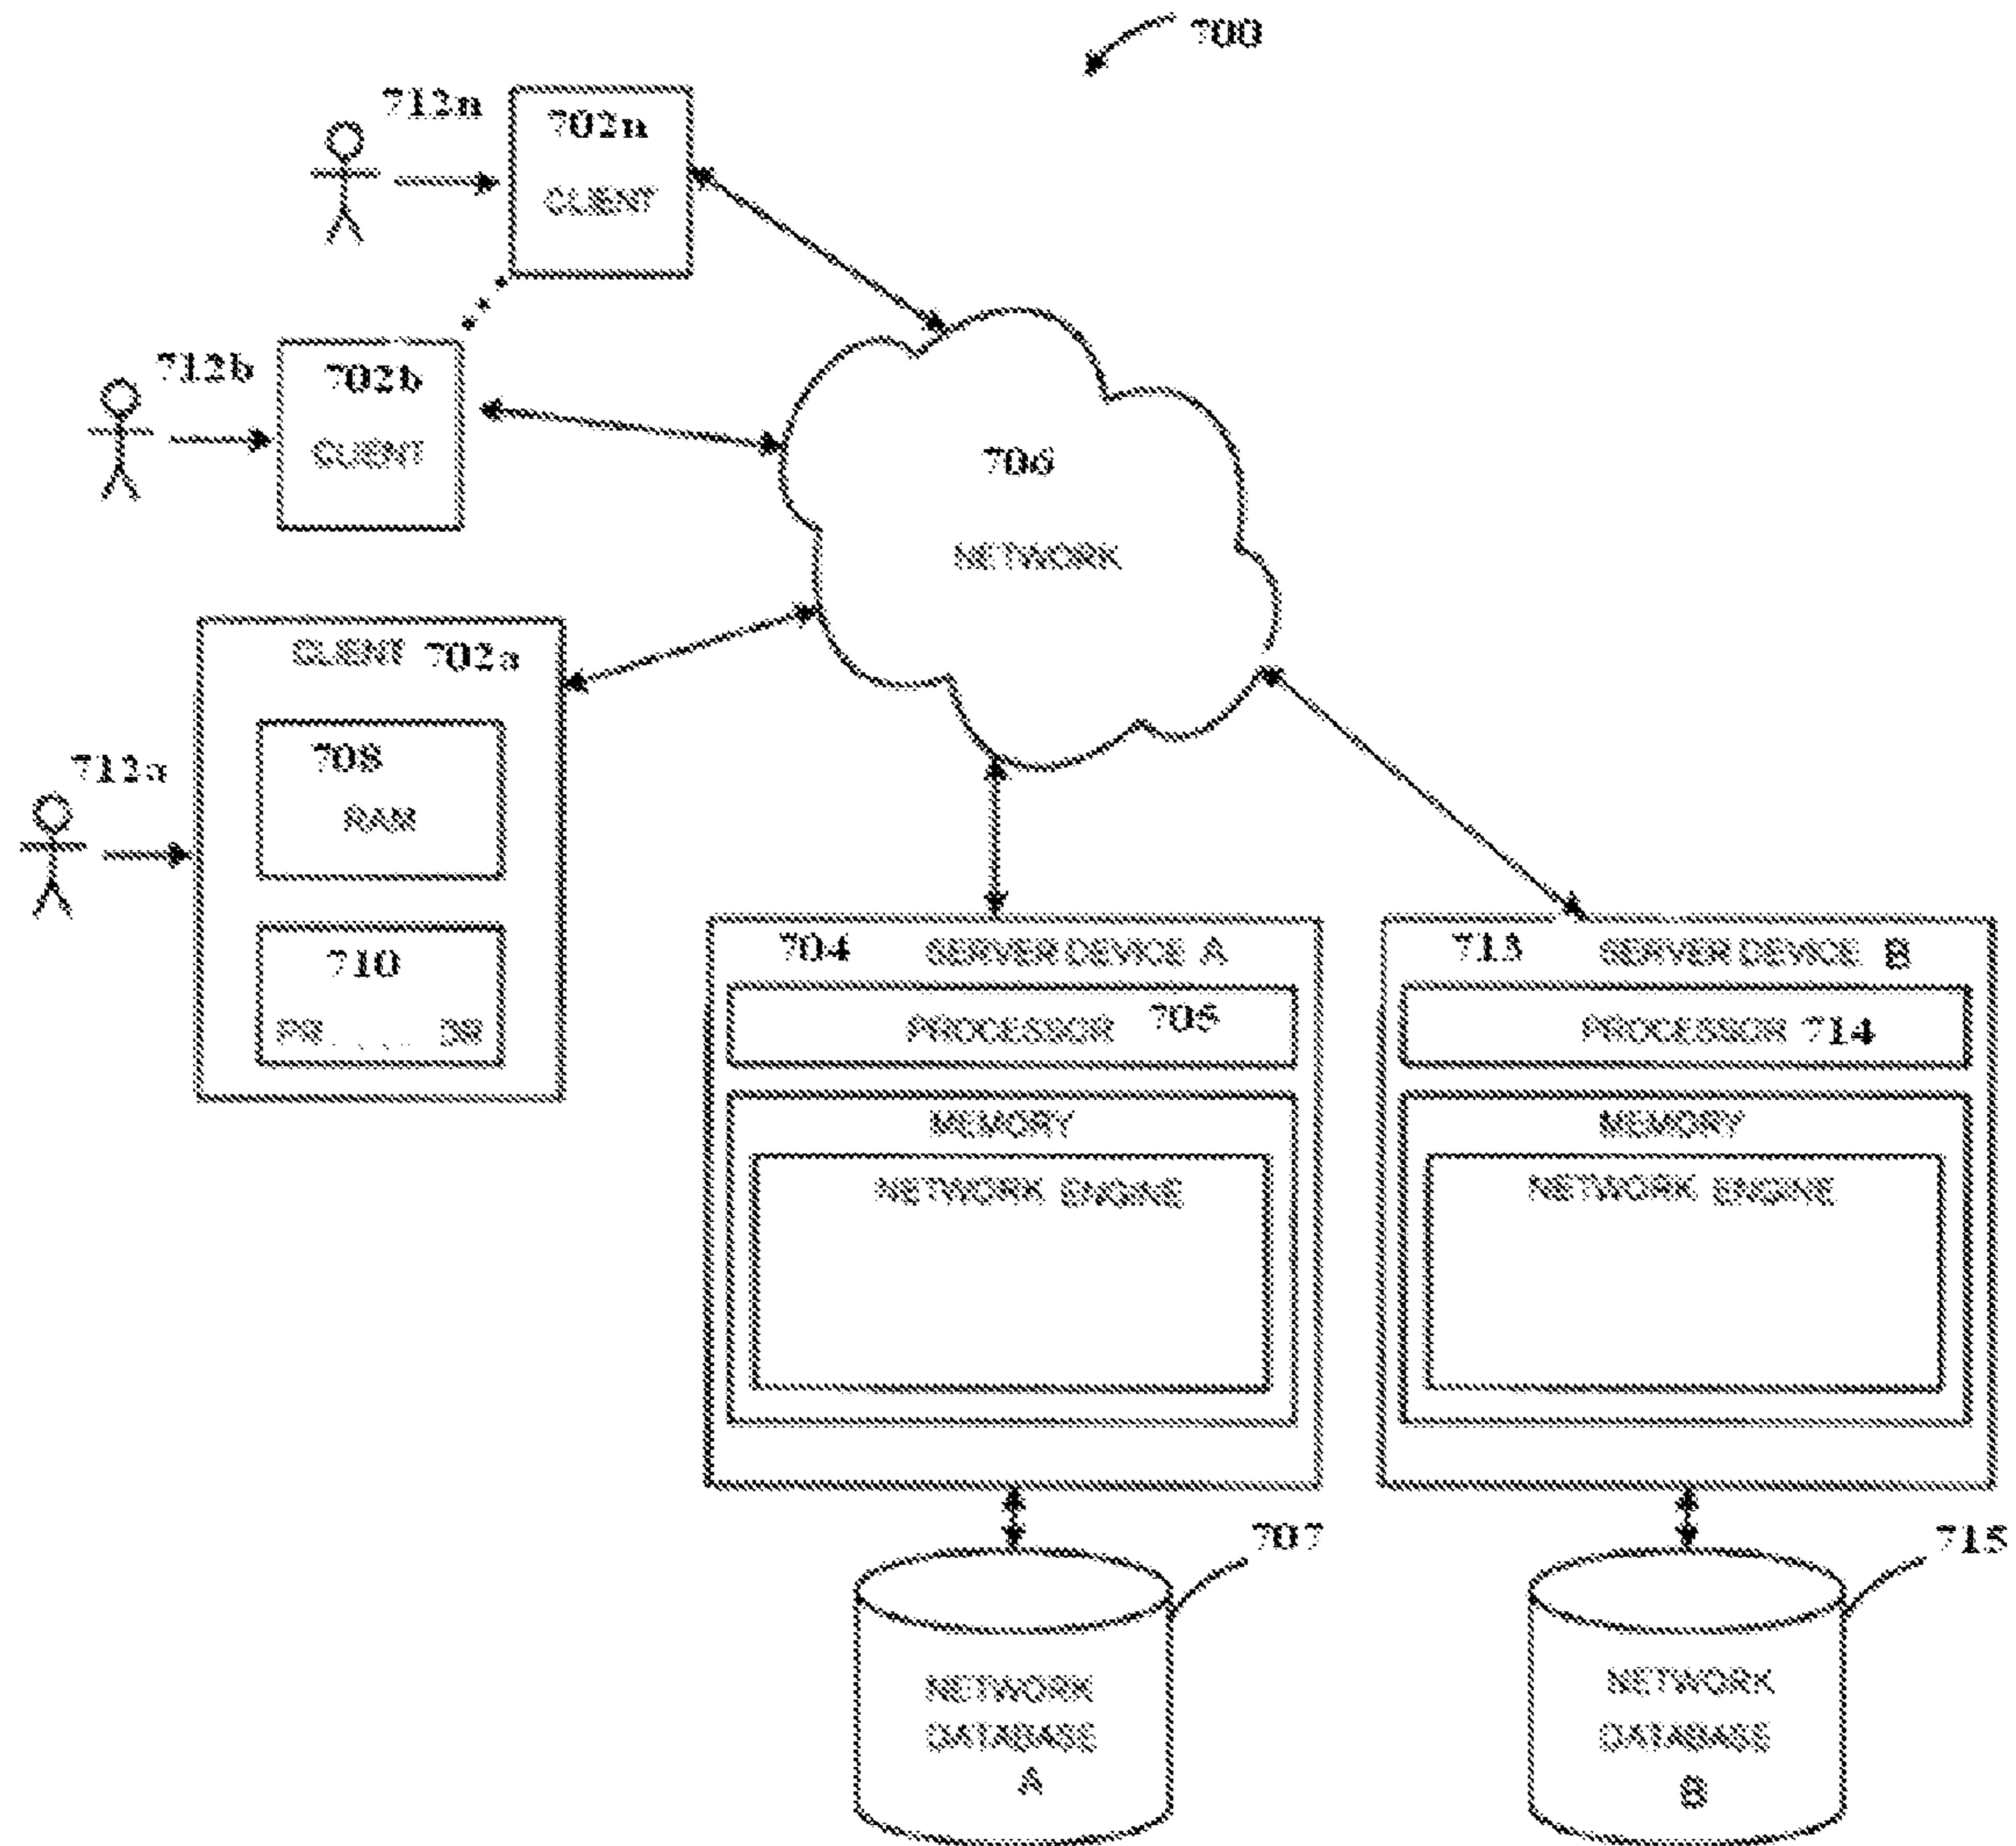 700
712n
702n
CLIENT
712b
702b
CLIENT
706
NETWORK
CLIENT 702a
712a
708
RAM
710
704 SERVER DEVICE A
PROCESSOR 705
MEMORY
NETWORK ENGINE
713 SERVER DEVICE B
PROCESSOR 714
MEMORY
NETWORK ENGINE
707
NETWORK
DATABASE
A
715
NETWORK
DATABASE
B